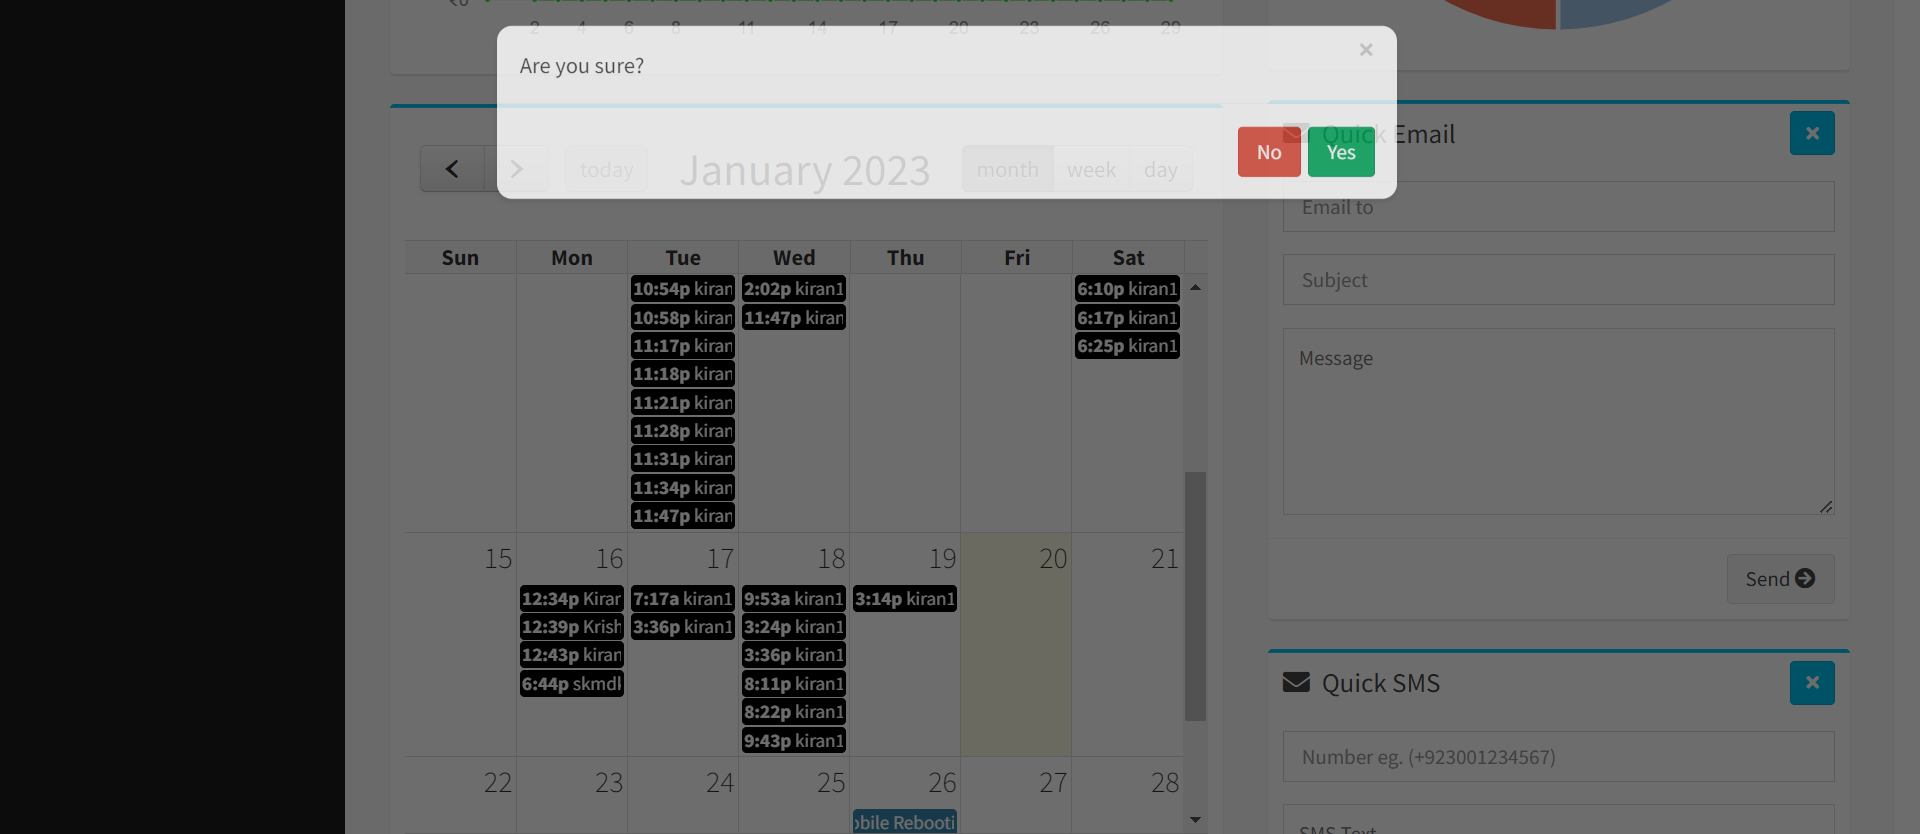 ₹0
2 4 6 8 11 14 17 20 23 26 29
Are you sure?
×
No Yes
today
January 2023
month week day
Sun Mon Tue Wed Thu Fri Sat
10:54p kiran
10:58p kiran
11:17p kiran
11:18p kiran
11:21p kiran
11:28p kiran
11:31p kiran
11:34p kiran
11:47p kiran
2:02p kiran1
11:47p kiran
6:10p kiran1
6:17p kiran1
6:25p kiran1
15 16 17 18 19 20 21
12:34p Kiran
12:39p Krish
12:43p kiran
6:44p skmdl
7:17a kiran1
3:36p kiran1
9:53a kiran1
3:24p kiran1
3:36p kiran1
8:11p kiran1
8:22p kiran1
9:43p kiran1
3:14p kiran1
22 23 24 25 26 27 28
obile Rebooti
Quick Email
Email to
Subject
Message
Send
Quick SMS
Number eg. (+923001234567)
SMS Text